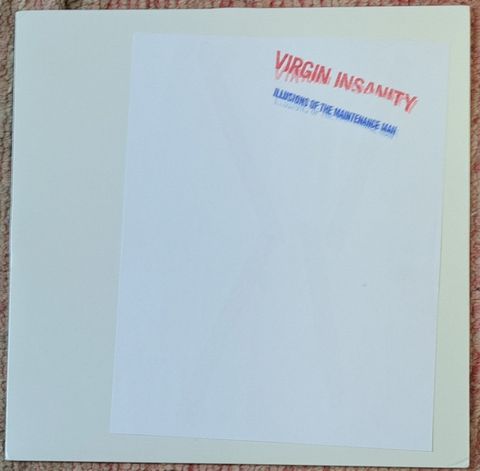 VIRGIN INSANITY
ILLUSIONS OF THE MAINTENANCE MAN